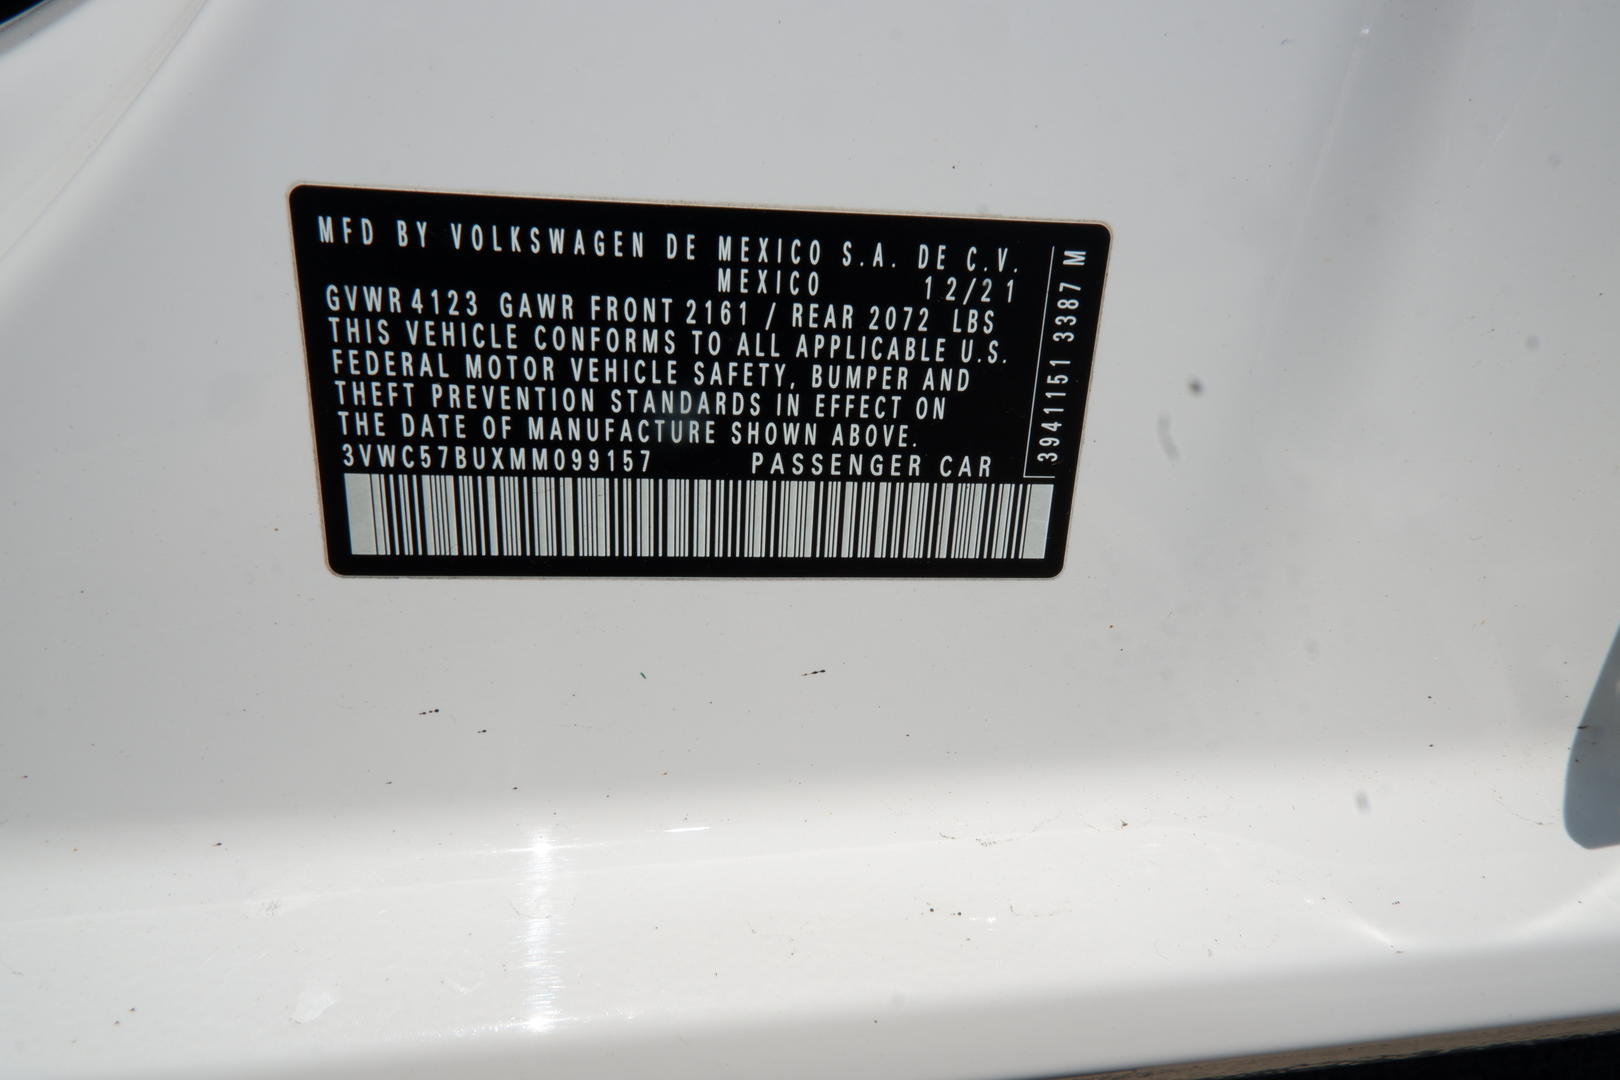 MFD BY VOLKSWAGEN DE MEXICO S.A. DE C.V.
MEXICO 12/21
GVWR 4123 GAWR FRONT 2161 / REAR 2072 LBS
THIS VEHICLE CONFORMS TO ALL APPLICABLE U.S.
FEDERAL MOTOR VEHICLE SAFETY, BUMPER AND
THEFT PREVENTION STANDARDS IN EFFECT ON
THE DATE OF MANUFACTURE SHOWN ABOVE.
3VWC57BUXMM099157 PASSENGER CAR
3941151 3387 M